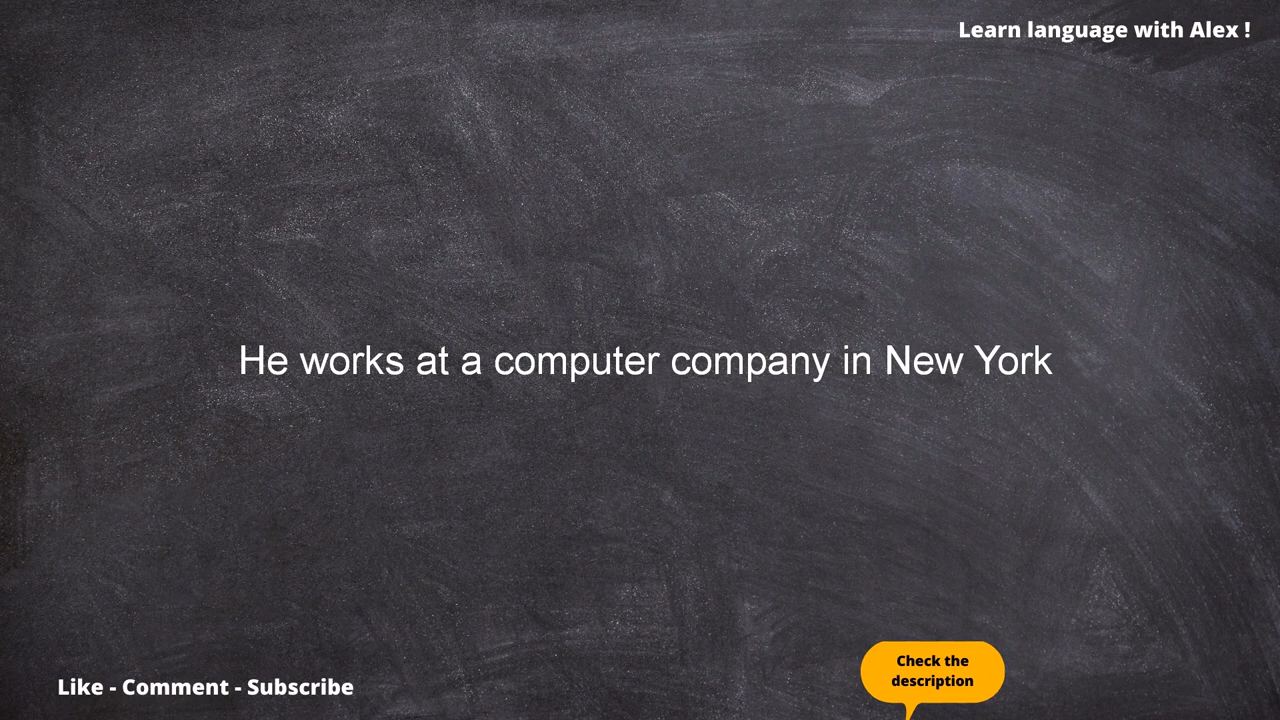 Learn language with Alex !
He works at a computer company in New York
Check the
description
Like - Comment - Subscribe